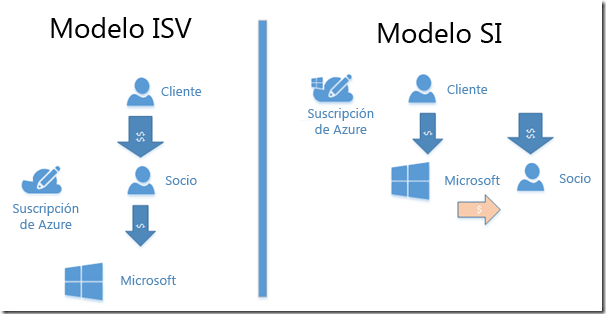 Modelo ISV
Cliente
$$
Socio
Suscripción
de Azure
$
Microsoft
Modelo SI
Cliente
Suscripción
de Azure
$
$$
Microsoft
Socio
$